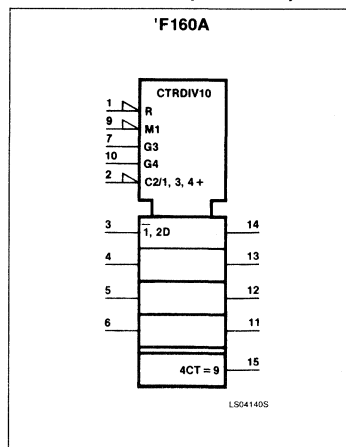 'F160A
CTRDIV10
1 R
9 M1
7 G3
10 G4
2 C2/1, 3, 4 +
3 1̅, 2D 14
4 13
5 12
6 11
4CT = 9 15
LS04140S